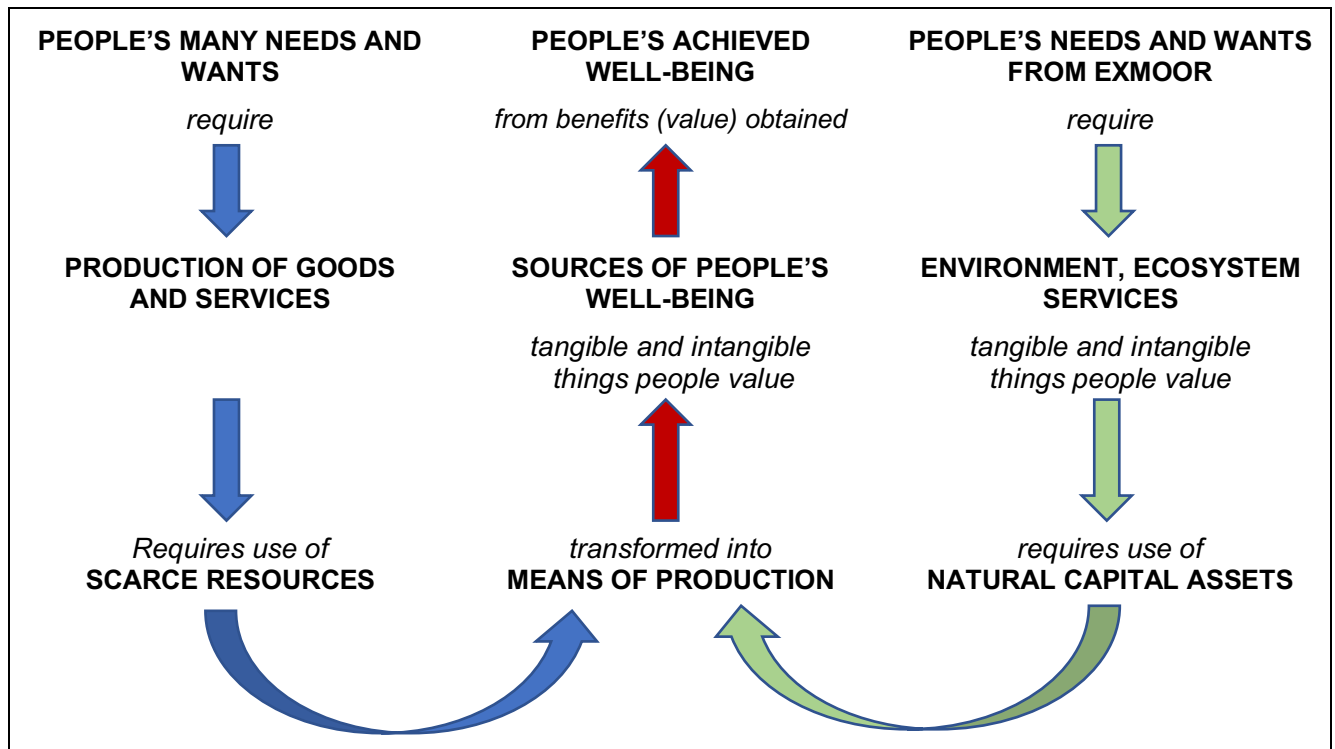 PEOPLE’S MANY NEEDS AND
WANTS
require
PRODUCTION OF GOODS
AND SERVICES
Requires use of
SCARCE RESOURCES
PEOPLE’S ACHIEVED
WELL-BEING
from benefits (value) obtained
SOURCES OF PEOPLE’S
WELL-BEING
tangible and intangible
things people value
transformed into
MEANS OF PRODUCTION
PEOPLE’S NEEDS AND WANTS
FROM EXMOOR
require
ENVIRONMENT, ECOSYSTEM
SERVICES
tangible and intangible
things people value
requires use of
NATURAL CAPITAL ASSETS